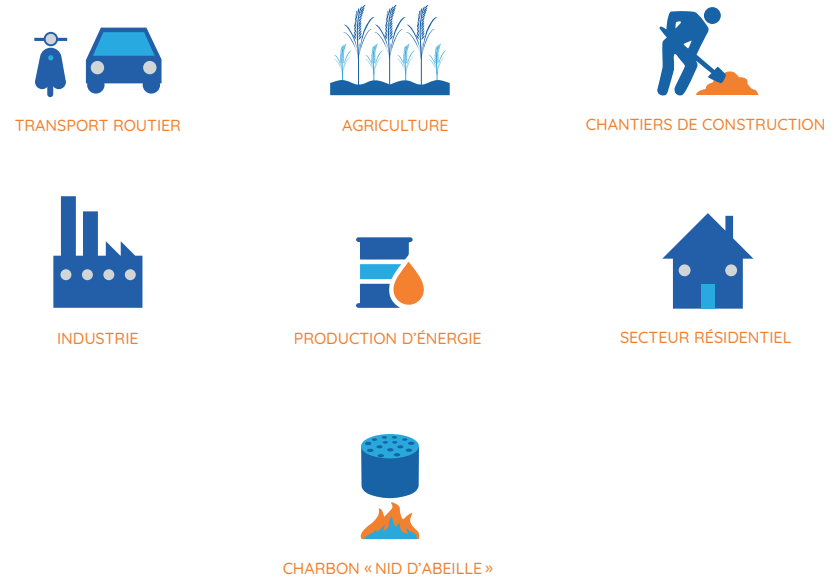 TRANSPORT ROUTIER
AGRICULTURE
CHANTIERS DE CONSTRUCTION
INDUSTRIE
PRODUCTION D’ÉNERGIE
SECTEUR RÉSIDENTIEL
CHARBON « NID D’ABEILLE »